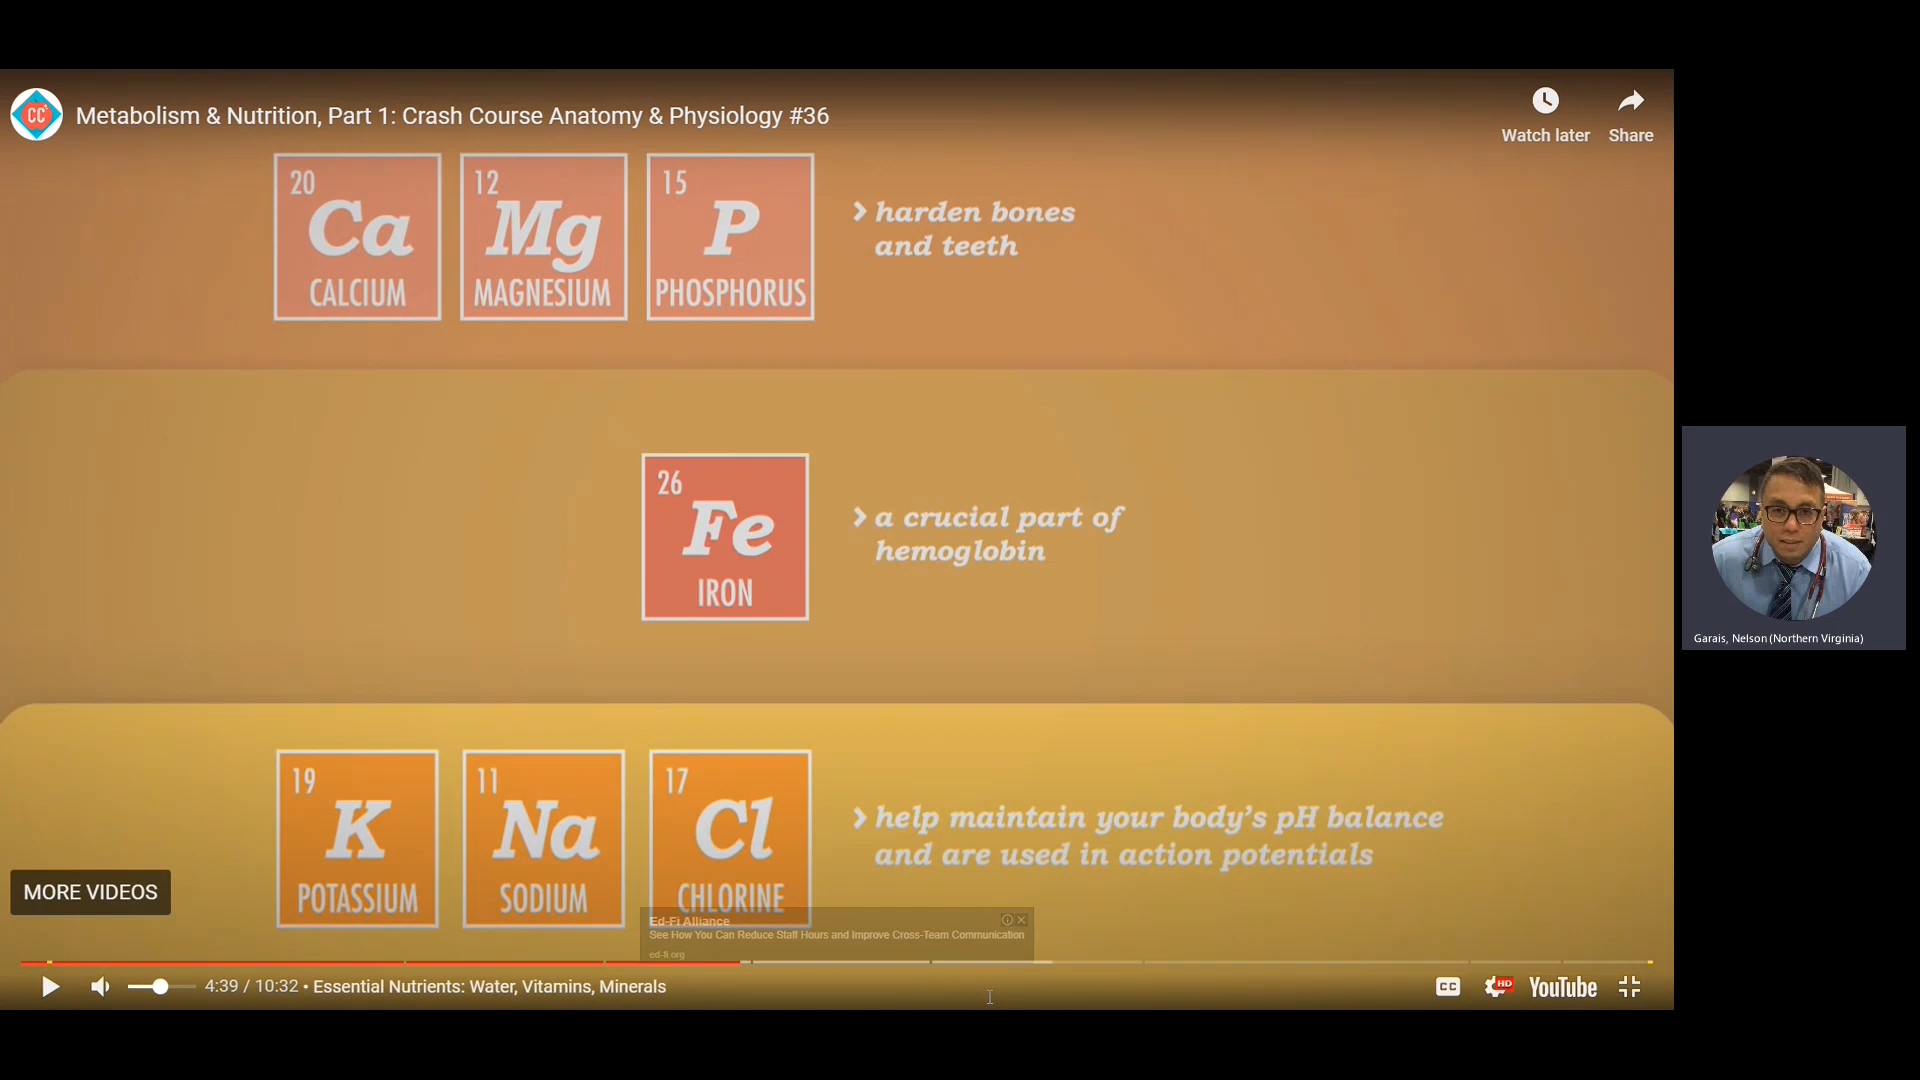 CC
Metabolism & Nutrition, Part 1: Crash Course Anatomy & Physiology #36
Watch later
Share
20
Ca
CALCIUM
12
Mg
MAGNESIUM
15
P
PHOSPHORUS
harden bones
and teeth
26
Fe
IRON
a crucial part of
hemoglobin
19
K
POTASSIUM
11
Na
SODIUM
17
Cl
CHLORINE
help maintain your body's pH balance
and are used in action potentials
MORE VIDEOS
Ed-Fi Alliance
See How You Can Reduce Staff Hours and Improve Cross-Team Communication
ed-fi.org
4:39 / 10:32 • Essential Nutrients: Water, Vitamins, Minerals
CC
HD
YouTube
Garais, Nelson (Northern Virginia)